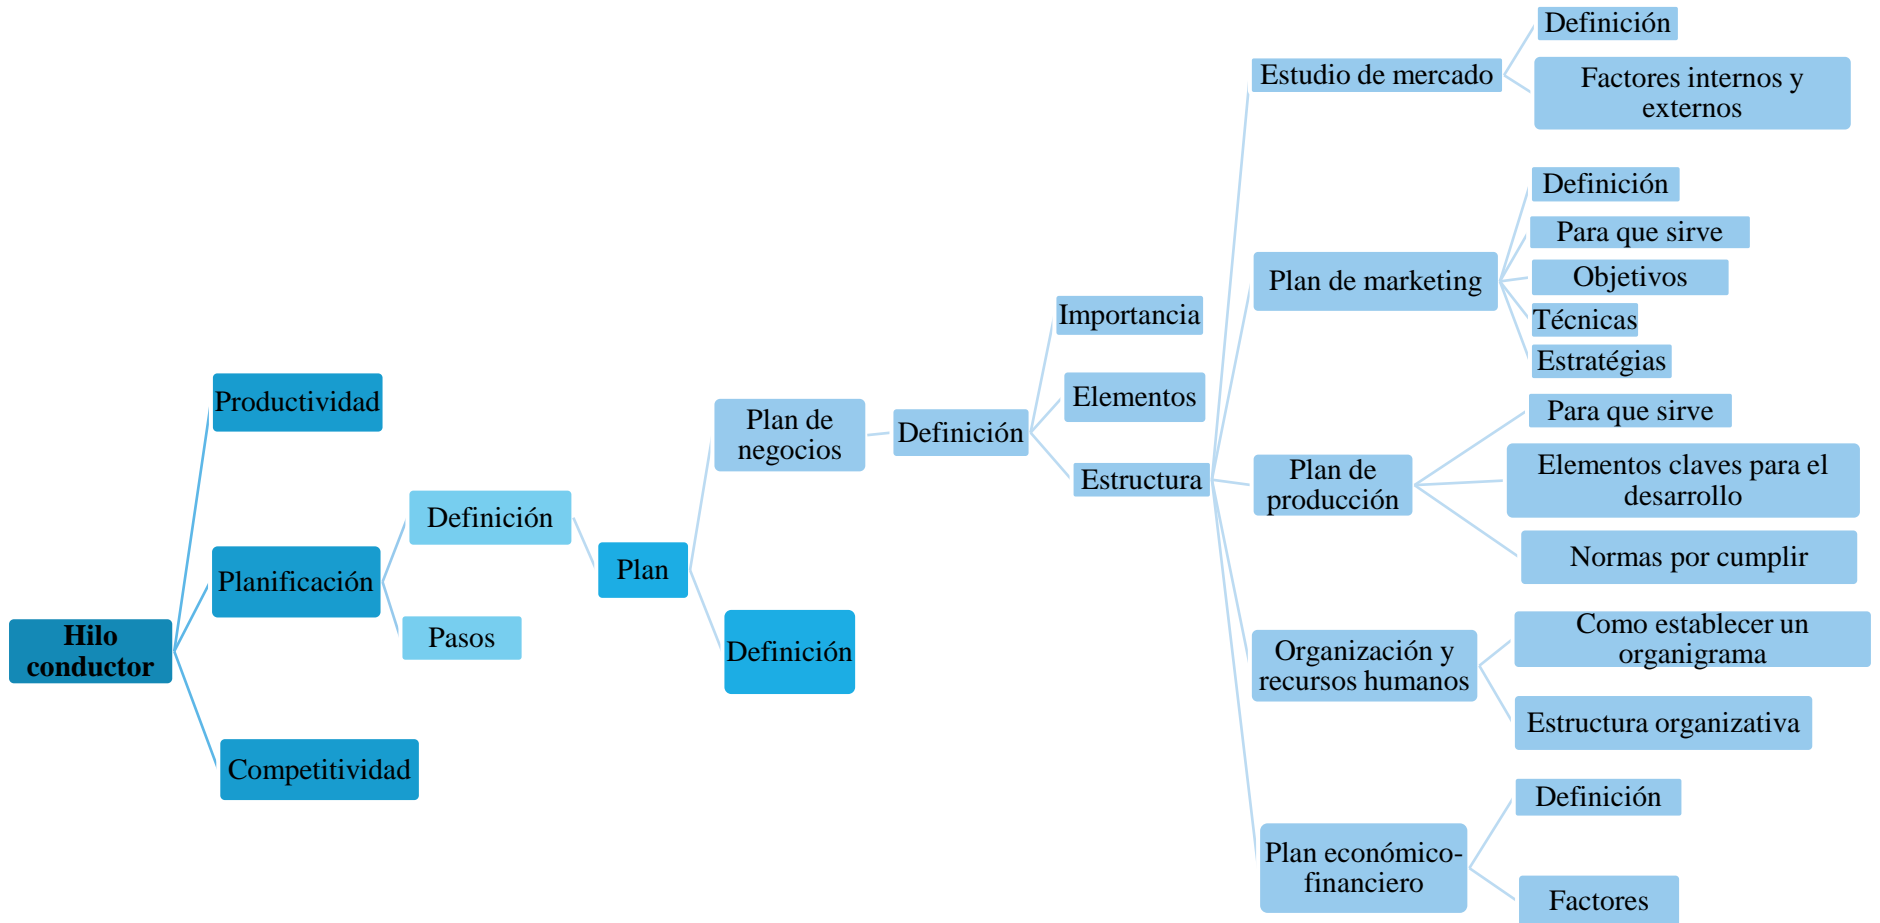 Hilo
conductor
Productividad
Planificación
Competitividad
Definición
Pasos
Plan
Plan de
negocios
Definición
Definición
Importancia
Elementos
Estructura
Estudio de mercado
Definición
Factores internos y
externos
Plan de marketing
Definición
Para que sirve
Objetivos
Técnicas
Estratégias
Plan de
producción
Para que sirve
Elementos claves para el
desarrollo
Normas por cumplir
Organización y
recursos humanos
Como establecer un
organigrama
Estructura organizativa
Plan económico-
financiero
Definición
Factores